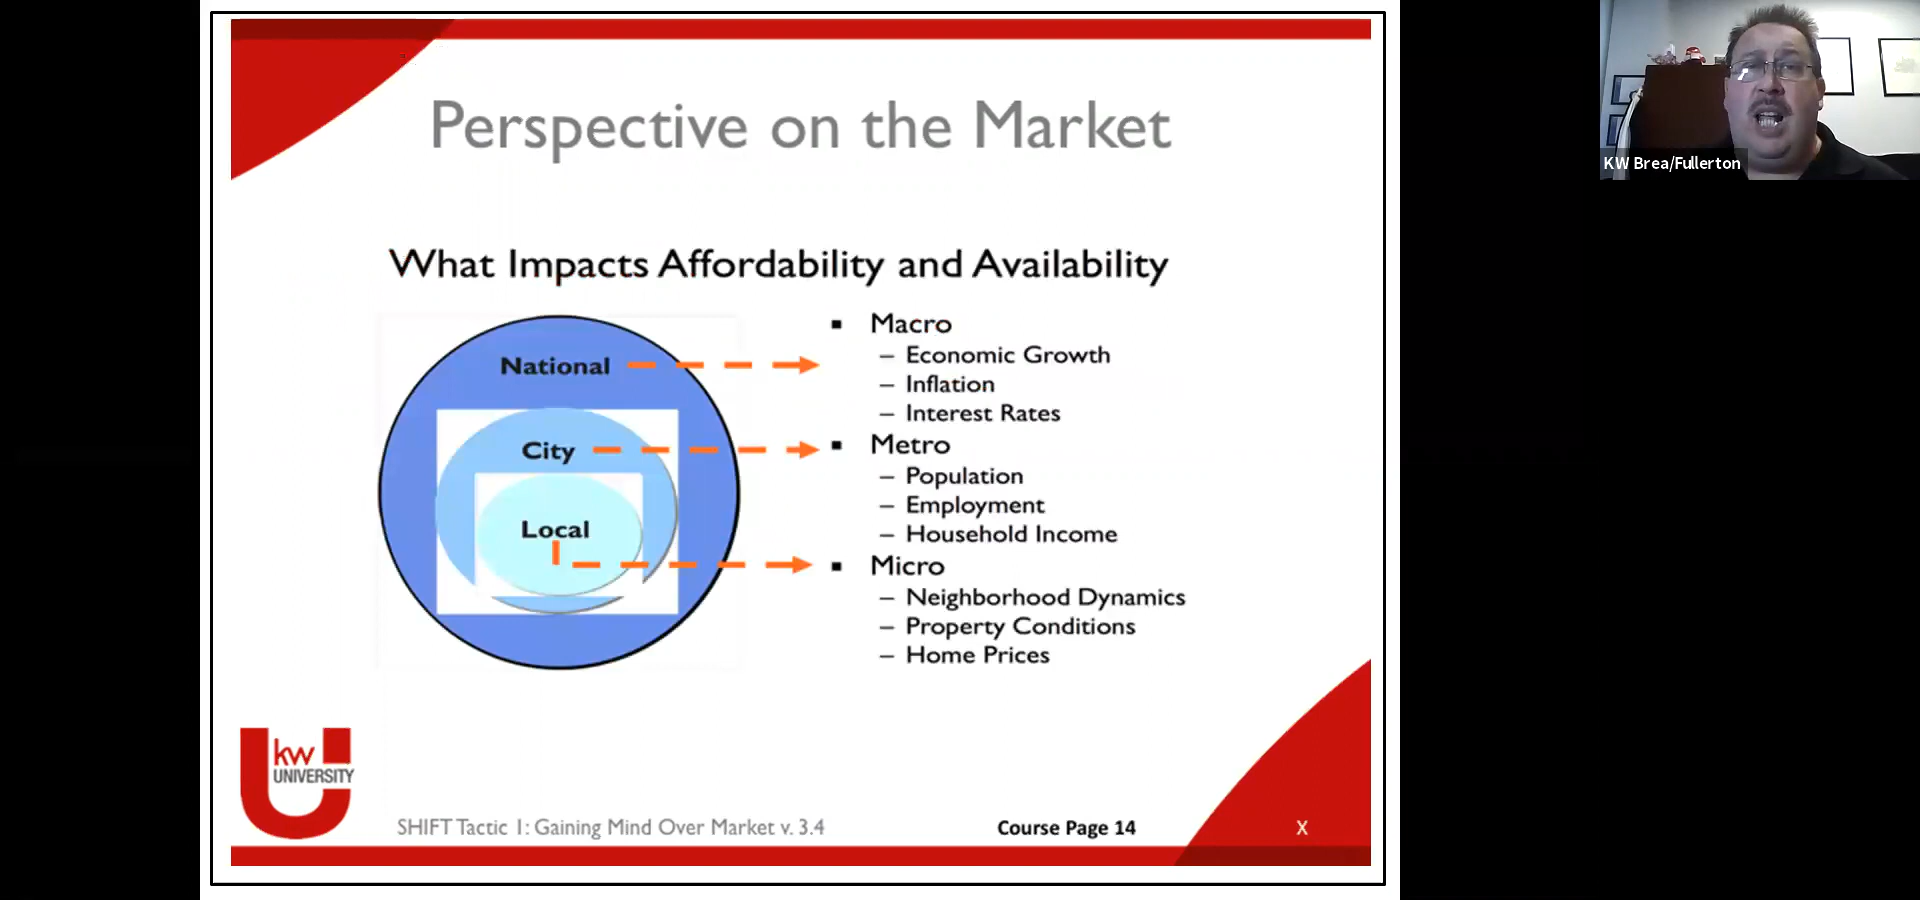 Perspective on the Market
What Impacts Affordability and Availability
National
City
Local
▪ Macro
– Economic Growth
– Inflation
– Interest Rates
▪ Metro
– Population
– Employment
– Household Income
▪ Micro
– Neighborhood Dynamics
– Property Conditions
– Home Prices
kw
UNIVERSITY
SHIFT Tactic 1: Gaining Mind Over Market v. 3.4
Course Page 14
X
KW Brea/Fullerton